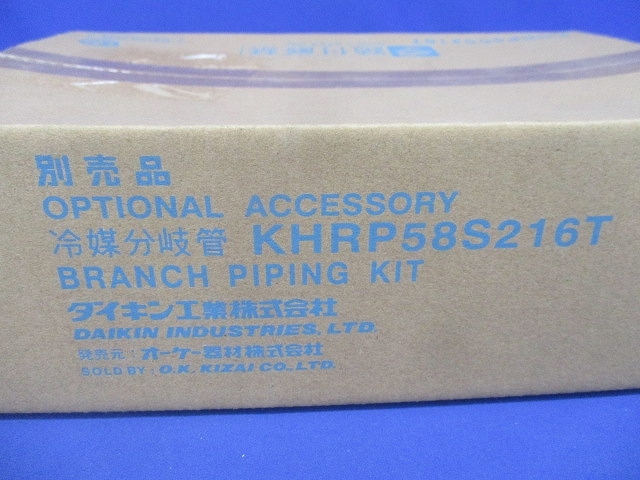 別売品
OPTIONAL ACCESSORY
冷媒分岐管 KHRP58S216T
BRANCH PIPING KIT
ダイキン工業株式会社
DAIKIN INDUSTRIES, LTD.
発売元：オーケー器材株式会社
SOLD BY : O.K. KIZAI CO., LTD.